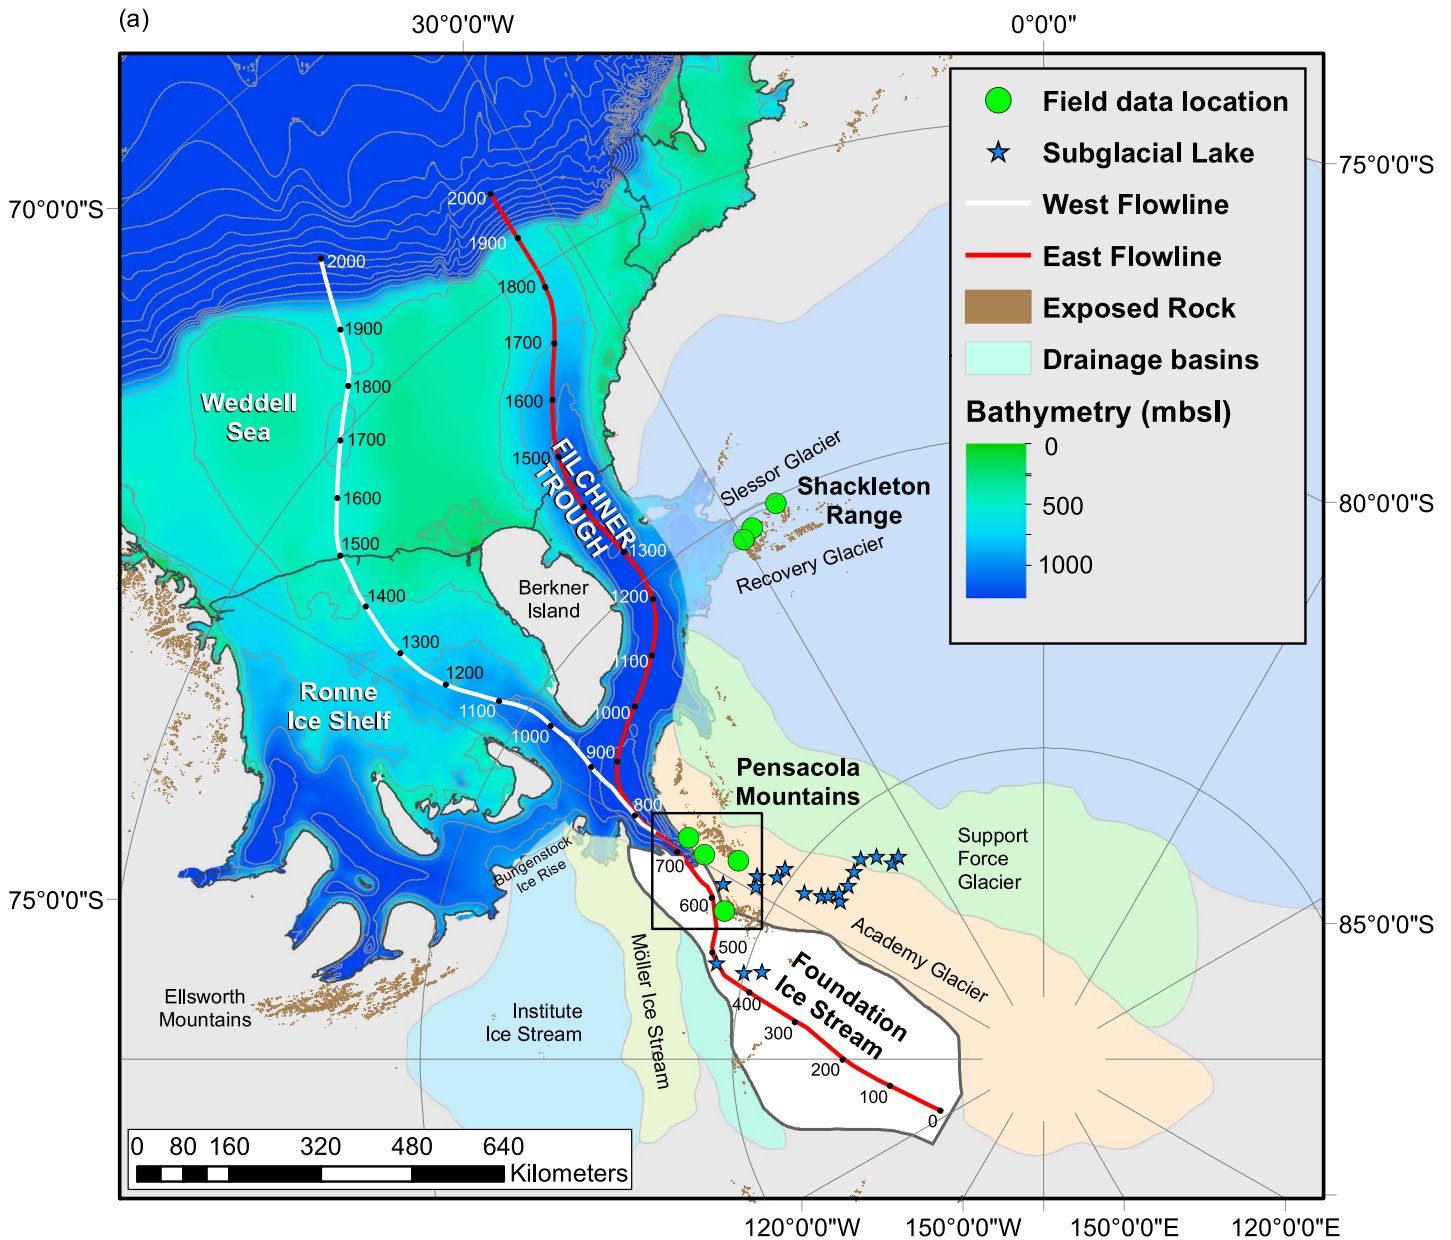 (a)
30°0'0"W
0°0'0"
70°0'0"S
75°0'0"S
75°0'0"S
80°0'0"S
85°0'0"S
120°0'0"W
150°0'0"W
150°0'0"E
120°0'0"E
Field data location
Subglacial Lake
West Flowline
East Flowline
Exposed Rock
Drainage basins
Bathymetry (mbsl)
0
500
1000
2000
1900
1800
1700
1600
1500
1400
1300
1200
1100
1000
2000
1900
1800
1700
1600
1500
1300
1200
1100
1000
900
800
700
600
500
400
300
200
100
0
Weddell
Sea
FILCHNER
TROUGH
Slessor Glacier
Shackleton
Range
Recovery Glacier
Berkner
Island
Ronne
Ice Shelf
Pensacola
Mountains
Support
Force
Glacier
Bungenstock
Ice Rise
Academy Glacier
Foundation
Ice Stream
Möller Ice Stream
Institute
Ice Stream
Ellsworth
Mountains
0 80 160 320 480 640
Kilometers